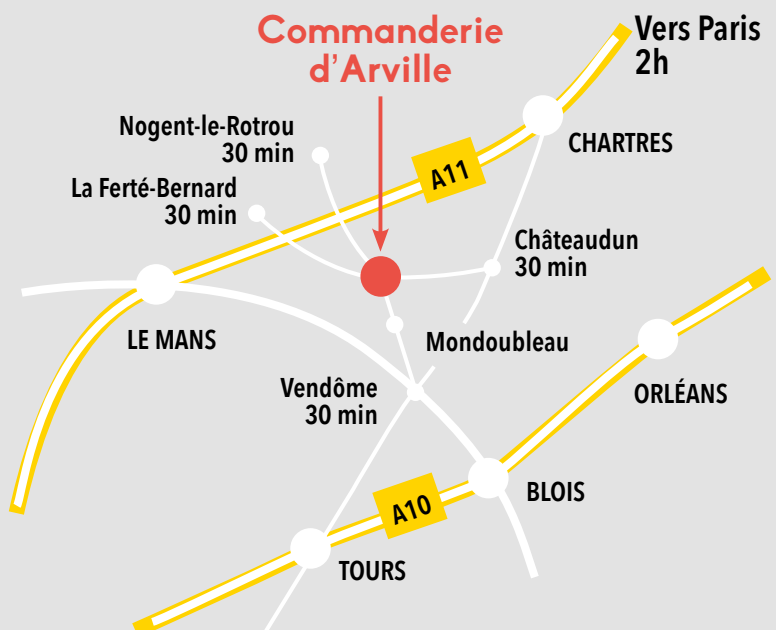 Commanderie
d'Arville
Vers Paris
2h
Nogent-le-Rotrou
30 min
CHARTRES
A11
La Ferté-Bernard
30 min
Châteaudun
30 min
LE MANS
Mondoubleau
Vendôme
30 min
ORLÉANS
BLOIS
A10
TOURS